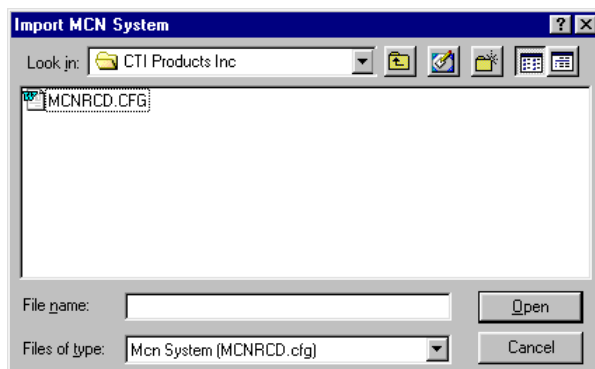 Import MCN System
Look in: CTI Products Inc
MCNRCD.CFG
File name:
Open
Files of type: Mcn System (MCNRCD.cfg)
Cancel